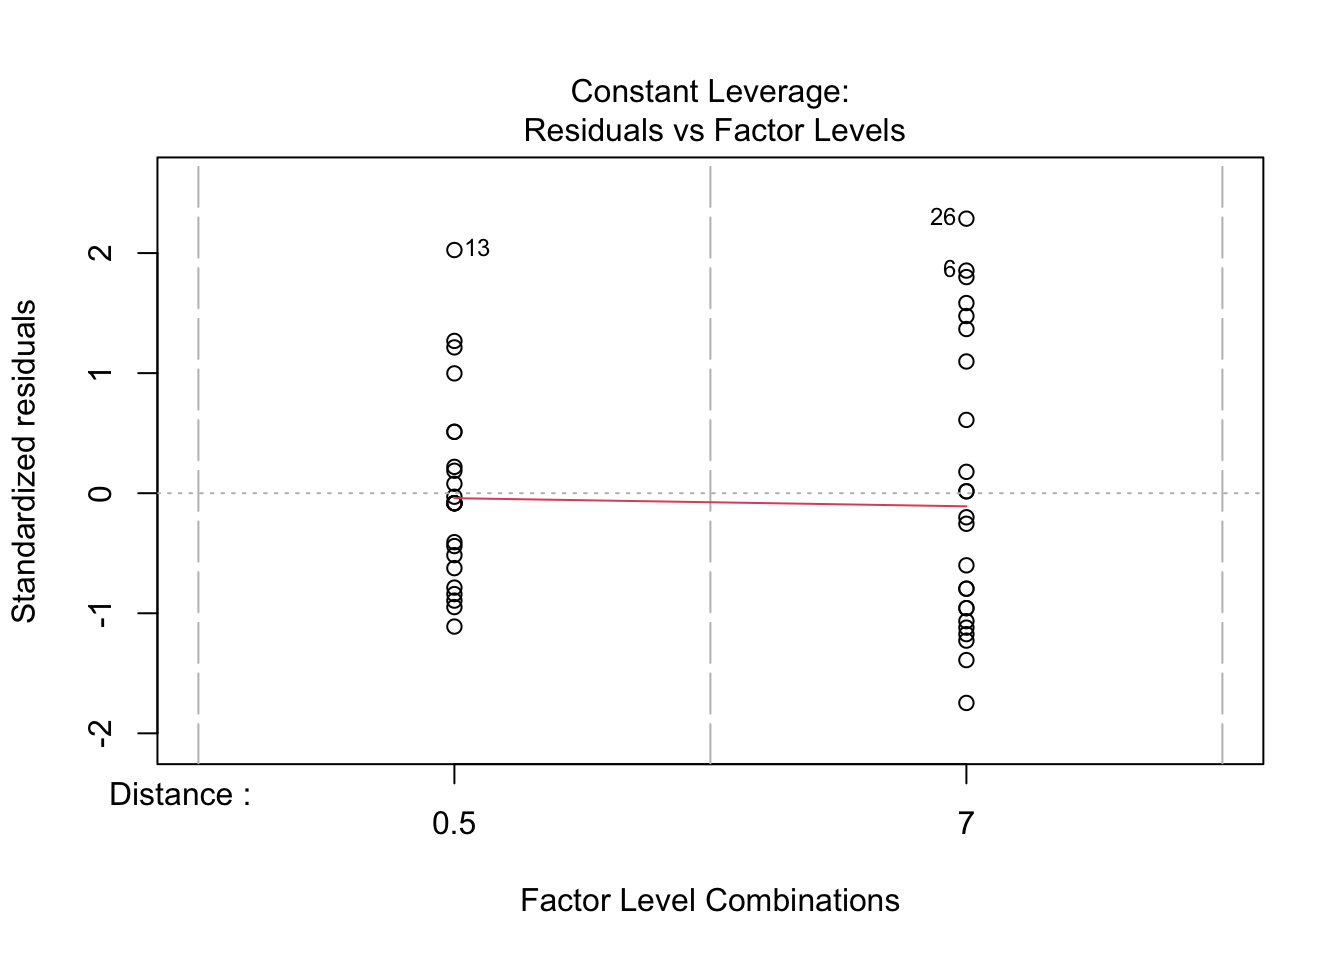 Constant Leverage:
Residuals vs Factor Levels
Standardized residuals
2
1
0
-1
-2
13
26
6
Distance :
0.5
7
Factor Level Combinations